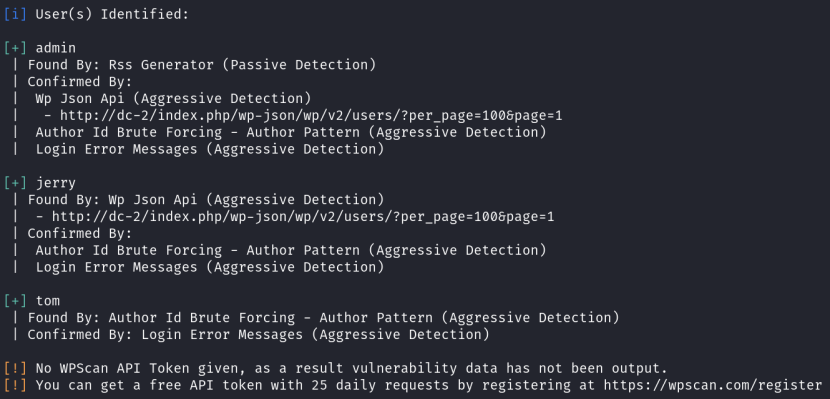 [i] User(s) Identified:
[+] admin
| Found By: Rss Generator (Passive Detection)
| Confirmed By:
|  Wp Json Api (Aggressive Detection)
|   - http://dc-2/index.php/wp-json/wp/v2/users/?per_page=100&page=1
|  Author Id Brute Forcing - Author Pattern (Aggressive Detection)
|  Login Error Messages (Aggressive Detection)
[+] jerry
| Found By: Wp Json Api (Aggressive Detection)
|  - http://dc-2/index.php/wp-json/wp/v2/users/?per_page=100&page=1
| Confirmed By:
|  Author Id Brute Forcing - Author Pattern (Aggressive Detection)
|  Login Error Messages (Aggressive Detection)
[+] tom
| Found By: Author Id Brute Forcing - Author Pattern (Aggressive Detection)
| Confirmed By: Login Error Messages (Aggressive Detection)
[!] No WPScan API Token given, as a result vulnerability data has not been output.
[!] You can get a free API token with 25 daily requests by registering at https://wpscan.com/register